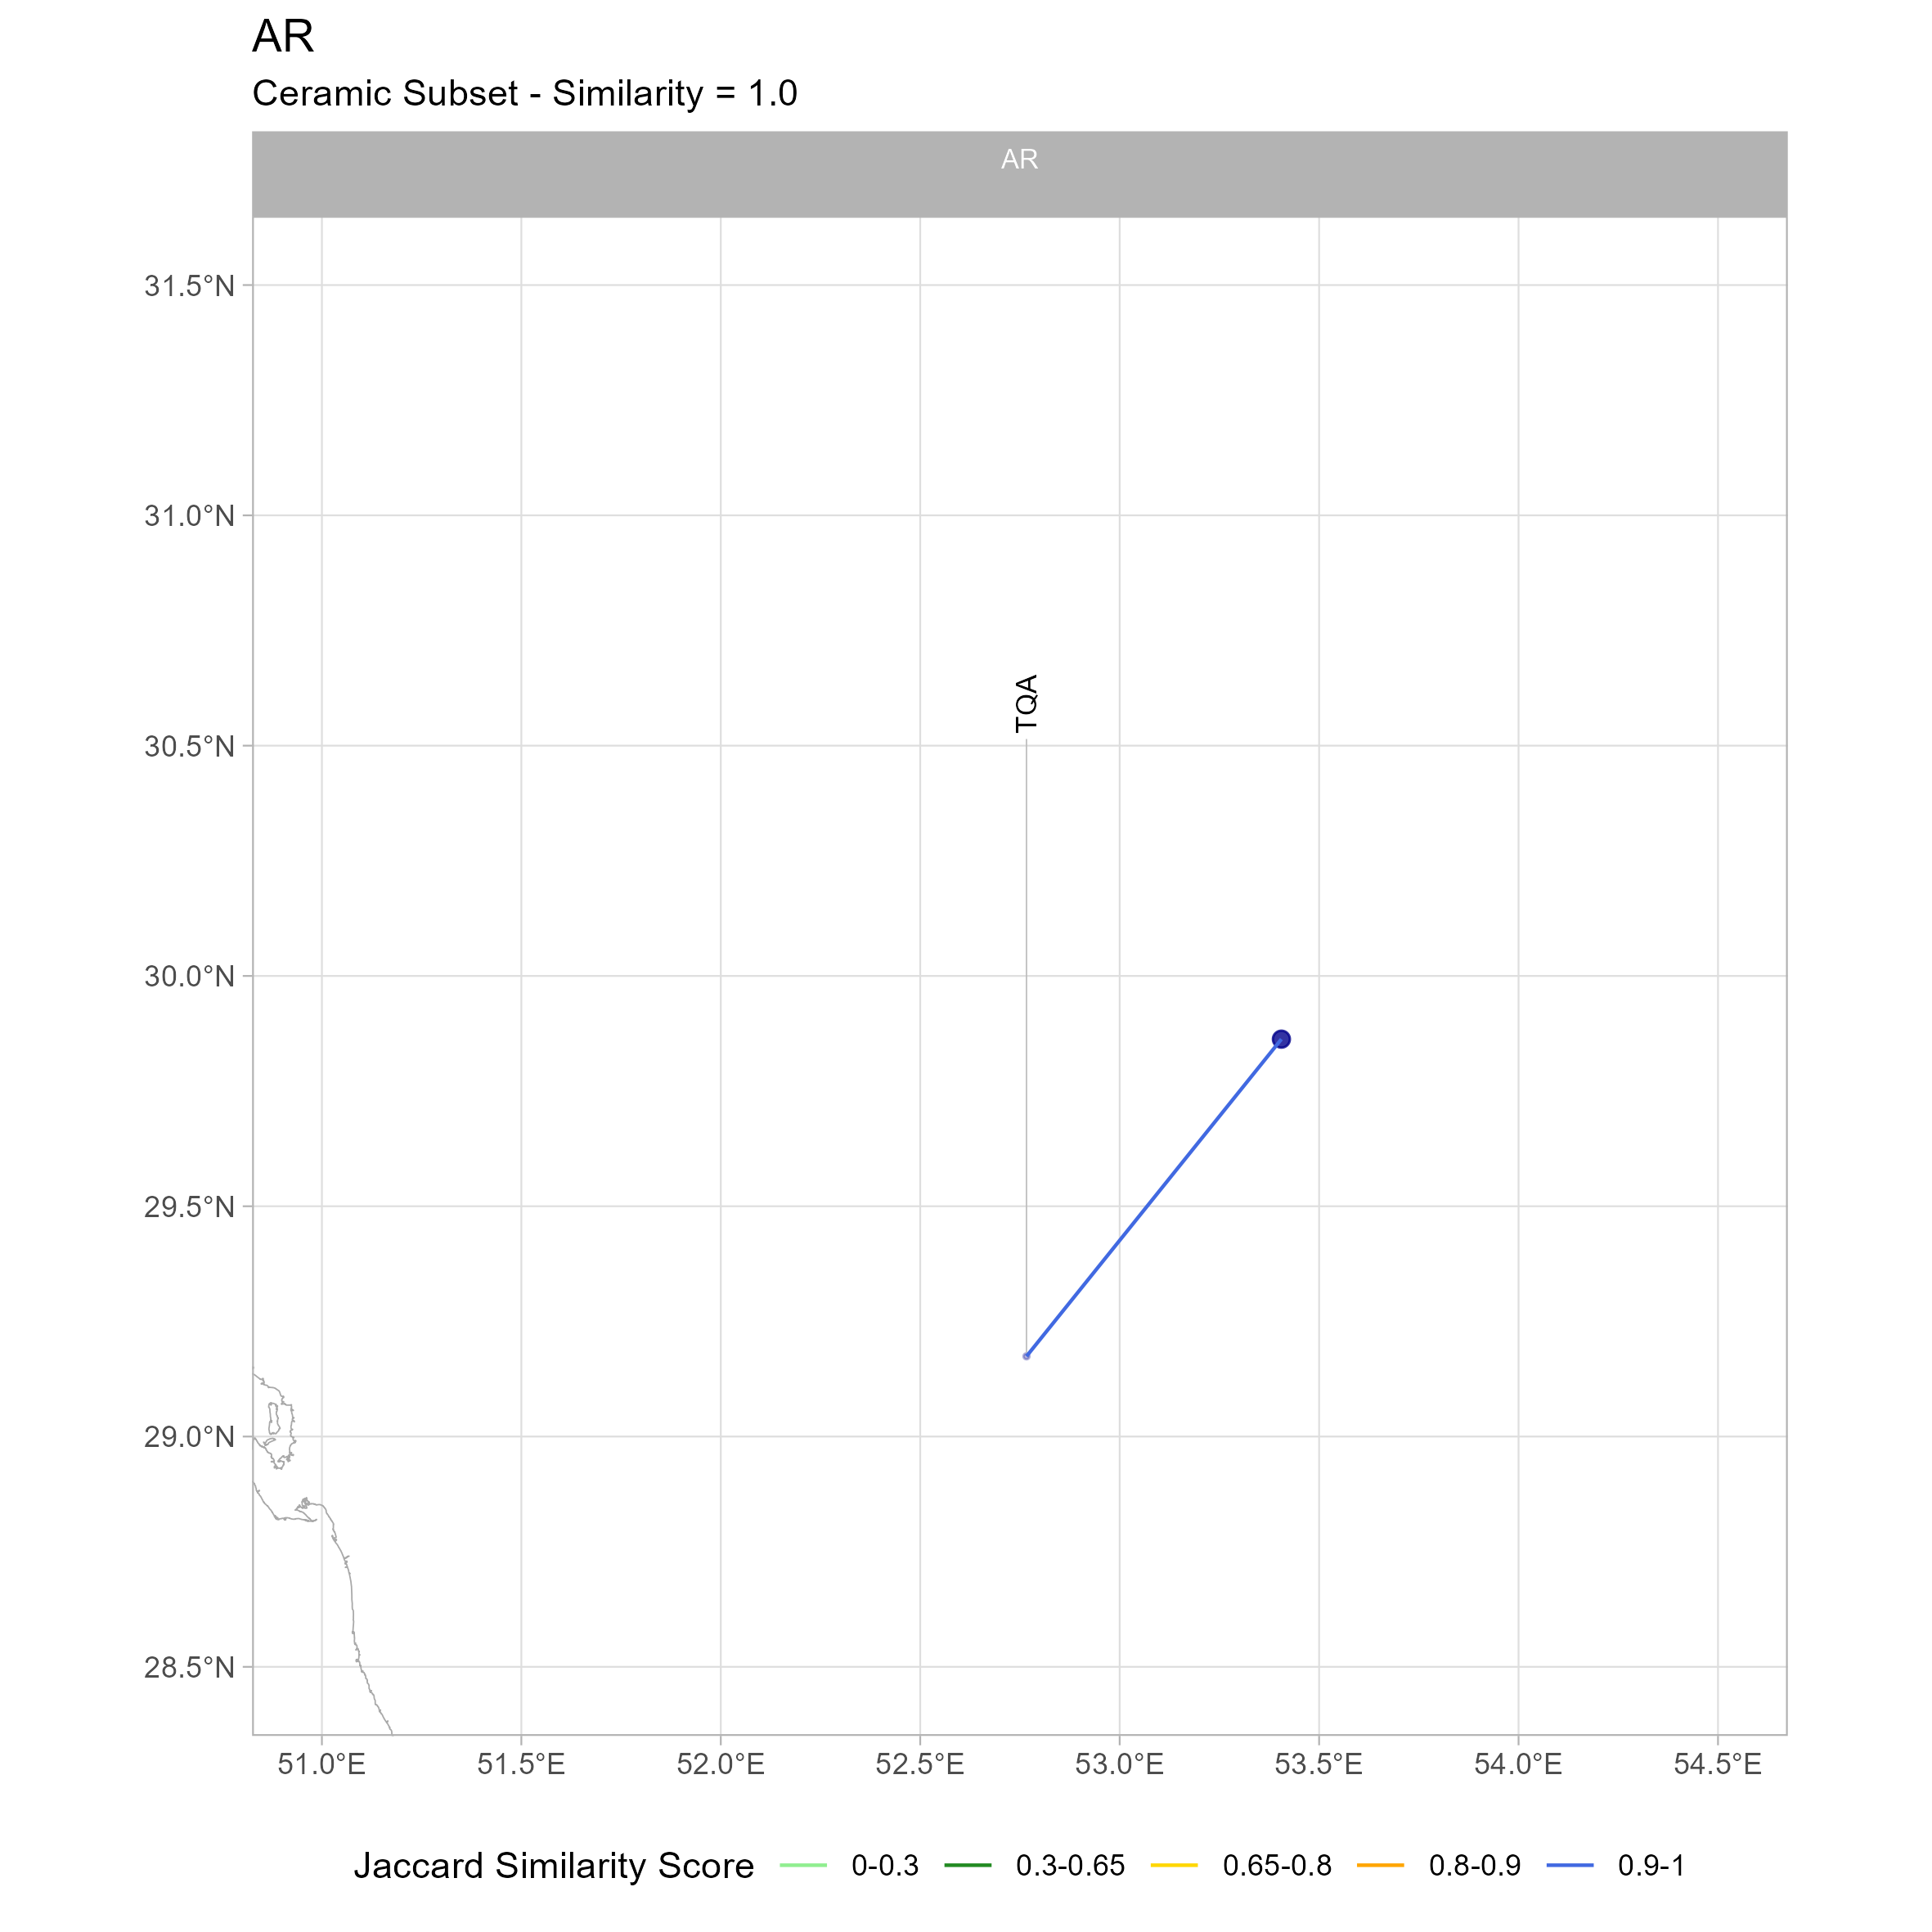 AR
Ceramic Subset - Similarity = 1.0
AR
31.5°N
31.0°N
30.5°N
TQA
30.0°N
29.5°N
29.0°N
28.5°N
51.0°E 51.5°E 52.0°E 52.5°E 53.0°E 53.5°E 54.0°E 54.5°E
Jaccard Similarity Score 0-0.3 0.3-0.65 0.65-0.8 0.8-0.9 0.9-1